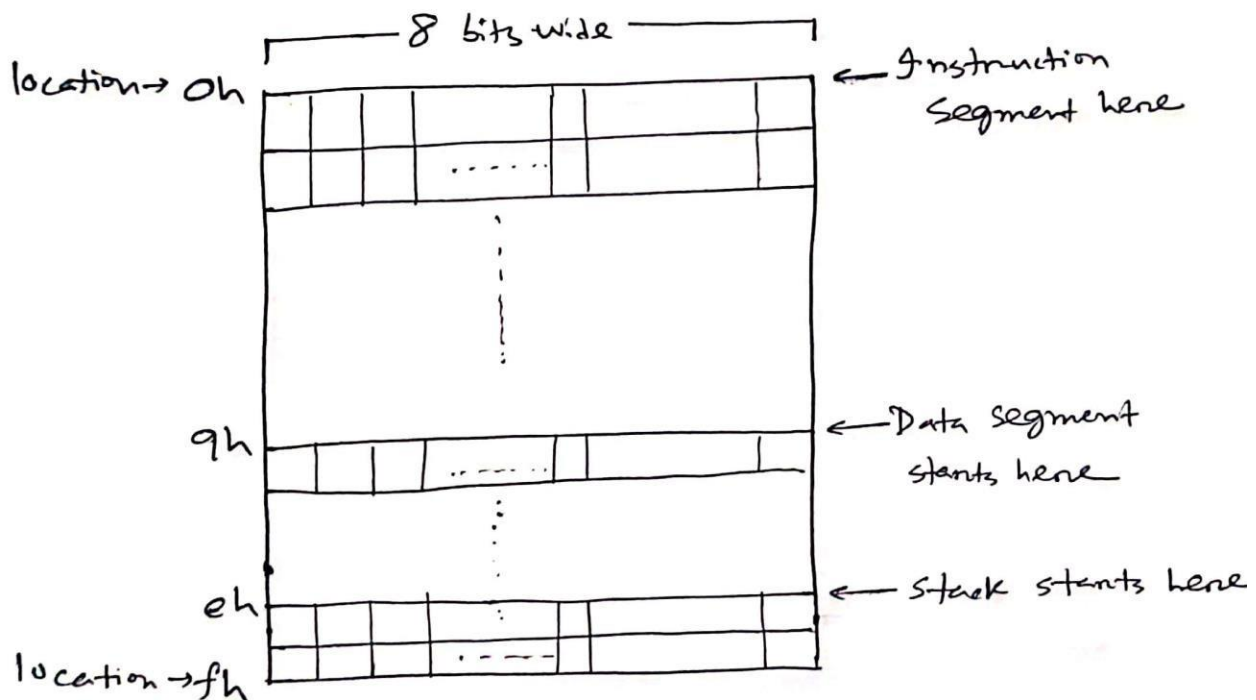 8 bits wide
location→ 0h
← Instruction
segment here
9h
← Data segment
starts here
eh
← Stack starts here
location→fh